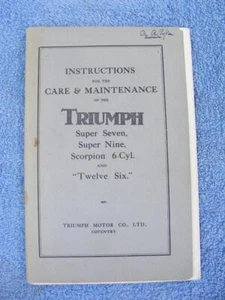 INSTRUCTIONS
FOR THE
CARE & MAINTENANCE
OF THE
TRIUMPH
Super Seven,
Super Nine,
Scorpion 6-Cyl.
AND
"Twelve Six."
TRIUMPH MOTOR CO., LTD.
COVENTRY